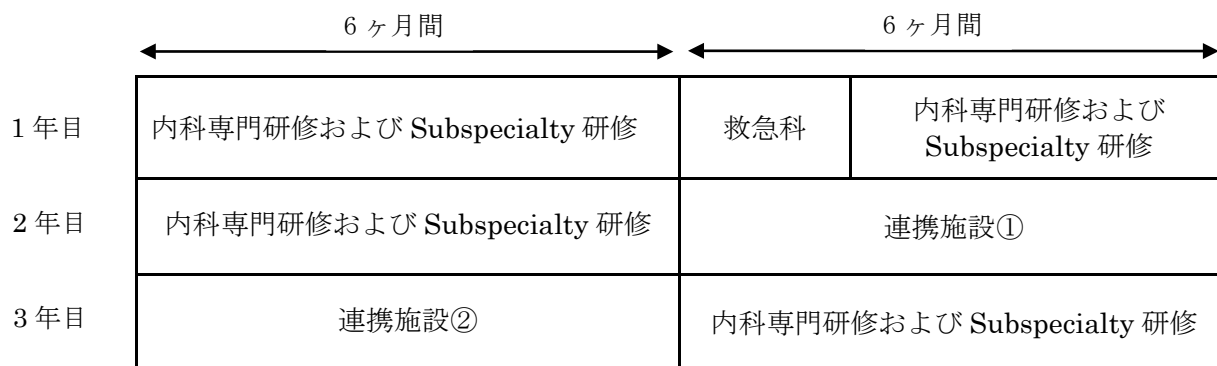 6 ヶ月間
6 ヶ月間
1 年目
内科専門研修および Subspecialty 研修
救急科
内科専門研修および
Subspecialty 研修
2 年目
内科専門研修および Subspecialty 研修
連携施設①
3 年目
連携施設②
内科専門研修および Subspecialty 研修